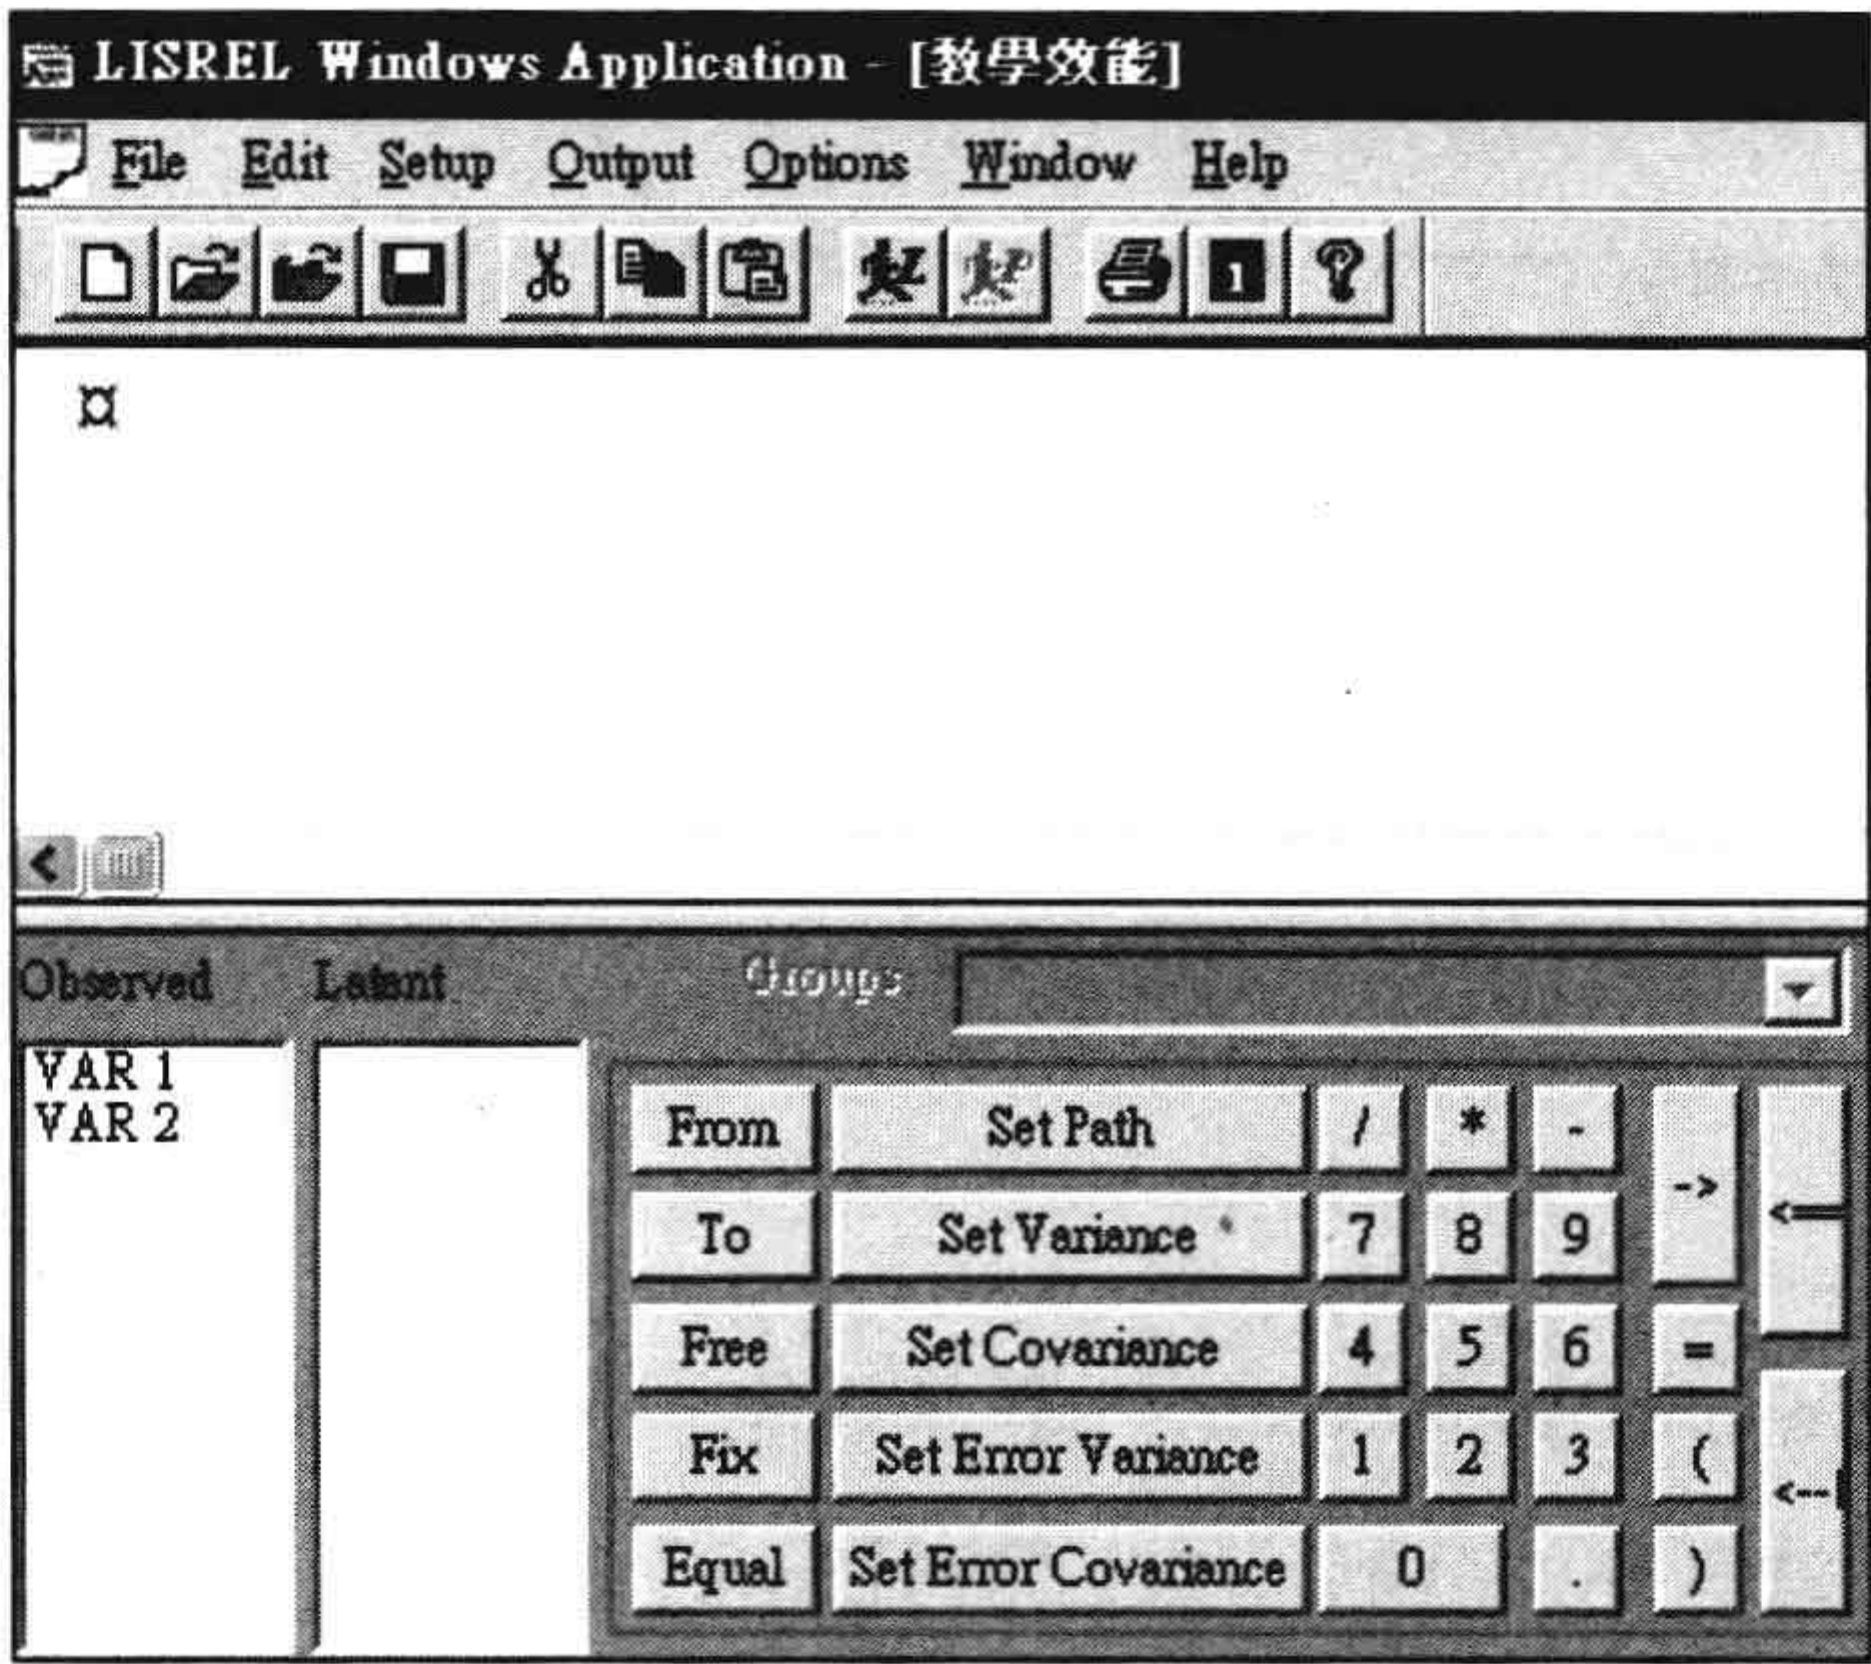 LISREL Windows Application - [教學效能]
File Edit Setup Output Options Window Help
1 ?
¤
Observed Latent Groups
VAR 1
VAR 2
From Set Path / * - -> <==
To Set Variance 7 8 9
Free Set Covariance 4 5 6 =
Fix Set Error Variance 1 2 3 ( <--
Equal Set Error Covariance 0 . )